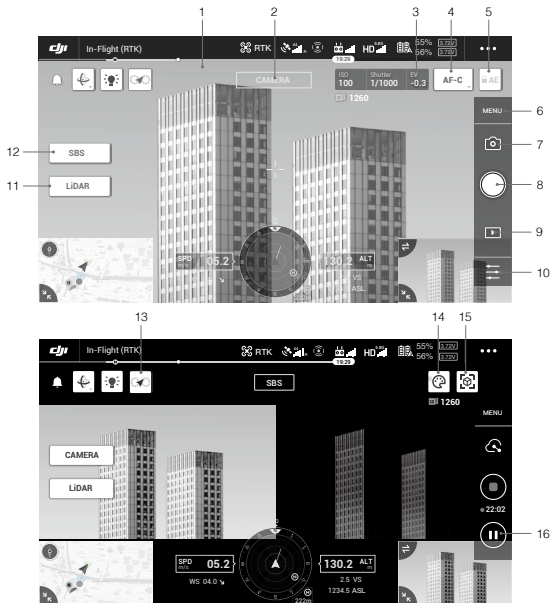 1
2
3
4
5
dji In-Flight (RTK)
RTK
HD
55% 3.72V
56% 3.72V
19:29
CAMERA
ISO 100
Shutter 1/1000
EV -0.3
AF-C
AE
1260
MENU
6
7
8
9
10
12
SBS
11
LiDAR
SPD m/s 05.2
130.2 ALT m
VS
ASL
13
14
15
dji In-Flight (RTK)
RTK
HD
55% 3.72V
56% 3.72V
19:29
SBS
1260
MENU
CAMERA
LiDAR
22:02
16
SPD m/s 05.2
130.2 ALT m
WS 04.0
2.5 VS
1234.5 ASL
222m